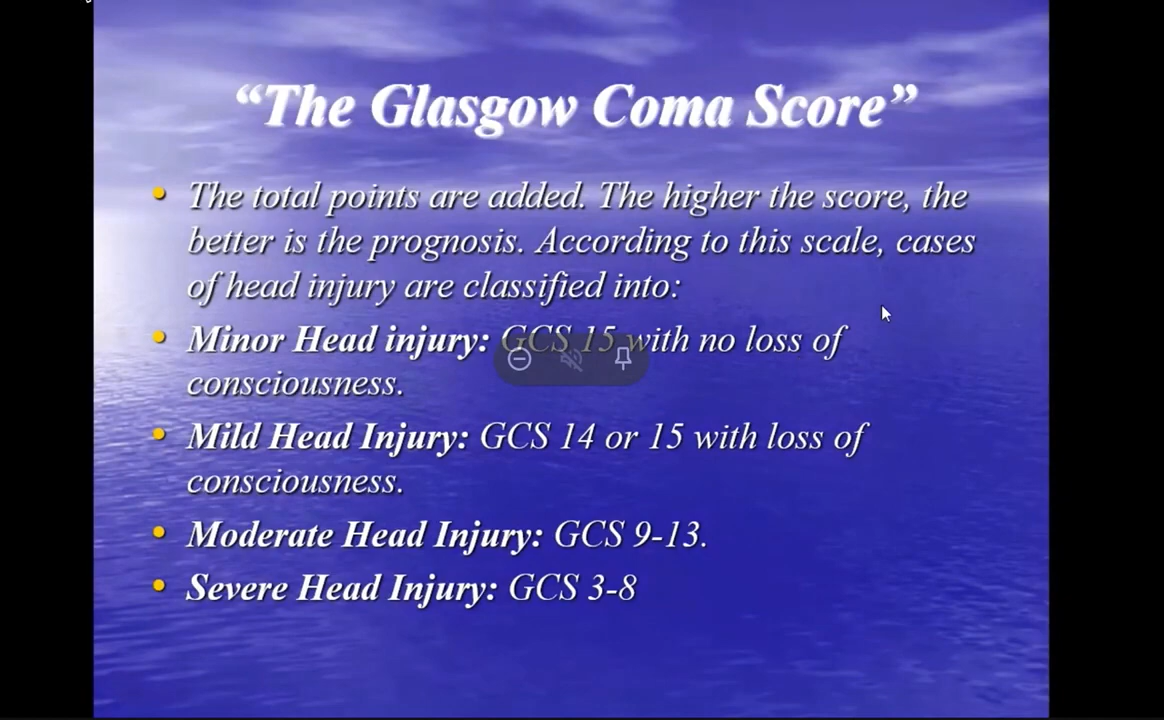 “The Glasgow Coma Score”
• The total points are added. The higher the score, the
better is the prognosis. According to this scale, cases
of head injury are classified into:
• Minor Head injury: GCS 15 with no loss of
consciousness.
• Mild Head Injury: GCS 14 or 15 with loss of
consciousness.
• Moderate Head Injury: GCS 9-13.
• Severe Head Injury: GCS 3-8